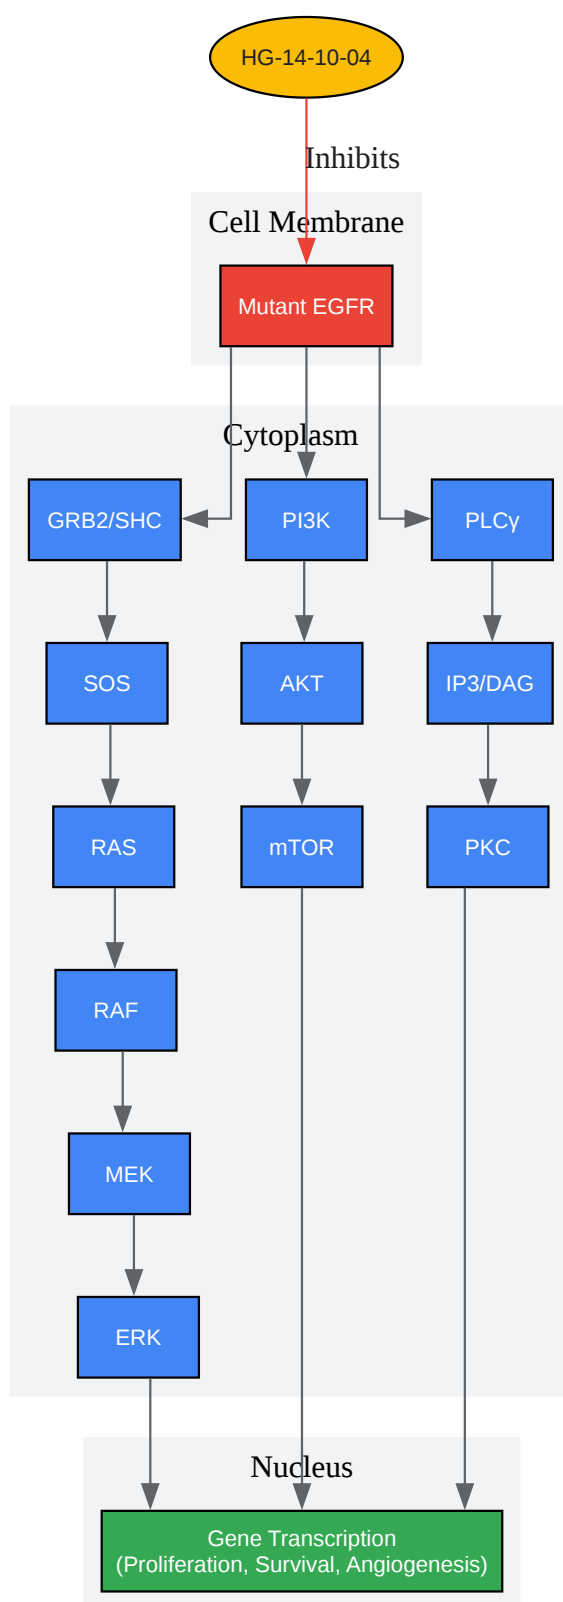 HG-14-10-04
Inhibits
Cell Membrane
Mutant EGFR
Cytoplasm
GRB2/SHC
PI3K
PLCγ
SOS
AKT
IP3/DAG
RAS
mTOR
PKC
RAF
MEK
ERK
Nucleus
Gene Transcription
(Proliferation, Survival, Angiogenesis)